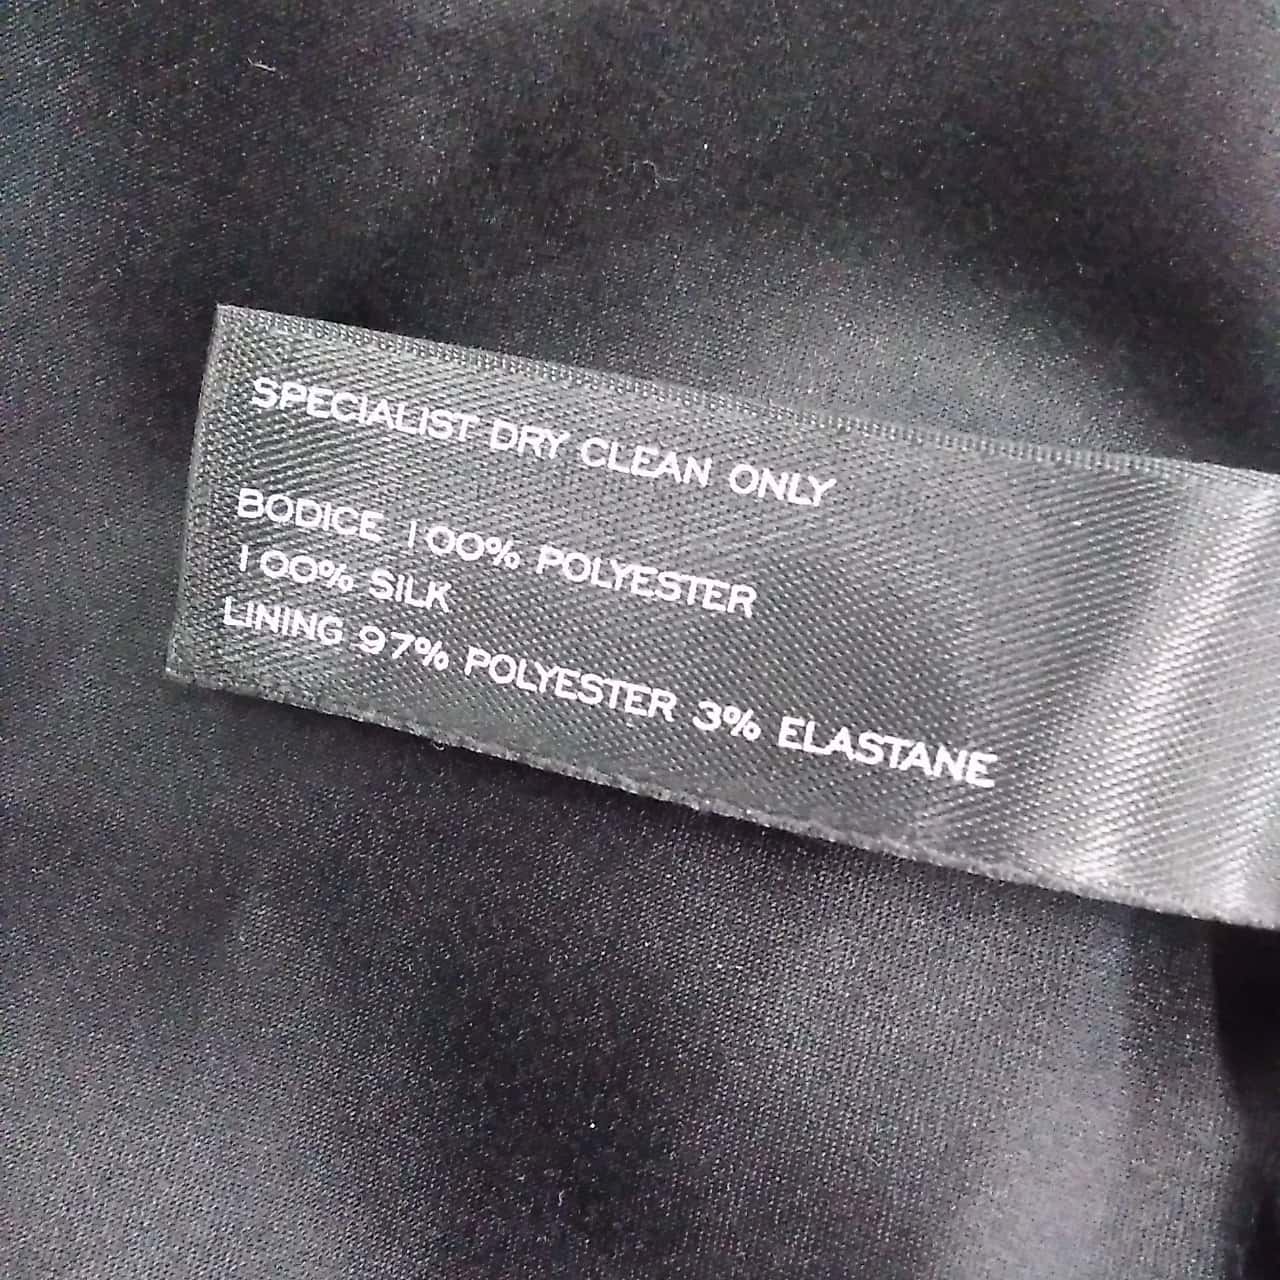 SPECIALIST DRY CLEAN ONLY
BODICE 100% POLYESTER
100% SILK
LINING 97% POLYESTER 3% ELASTANE